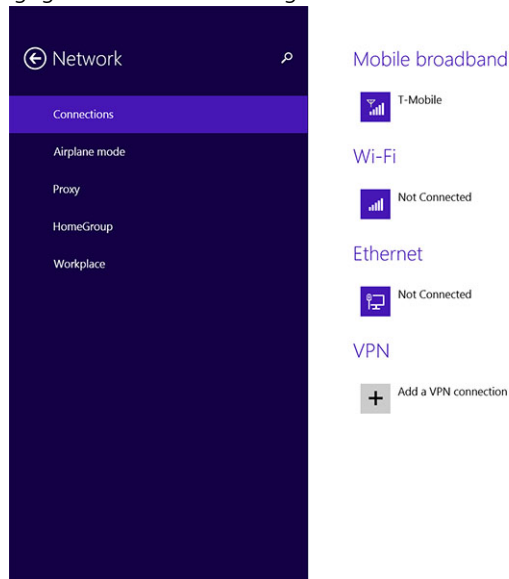 Network
Connections
Airplane mode
Proxy
HomeGroup
Workplace
Mobile broadband
T-Mobile
Wi-Fi
Not Connected
Ethernet
Not Connected
VPN
Add a VPN connection